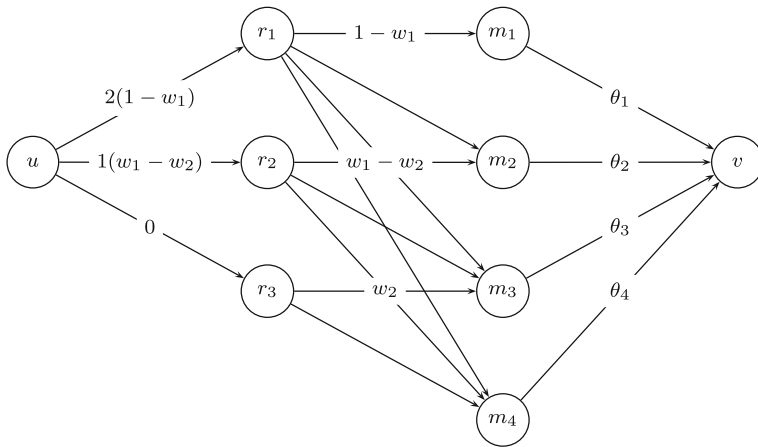 r₁ 1 − w₁ m₁
2(1 − w₁) θ₁
u 1(w₁ − w₂) r₂ w₁ − w₂ m₂ θ₂ v
0 θ₃
r₃ w₂ m₃ θ₄
m₄